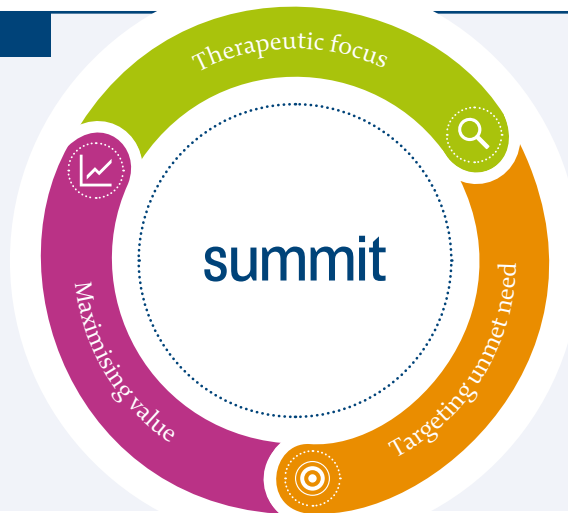 Therapeutic focus
summit
Maximising value
Targeting unmet need